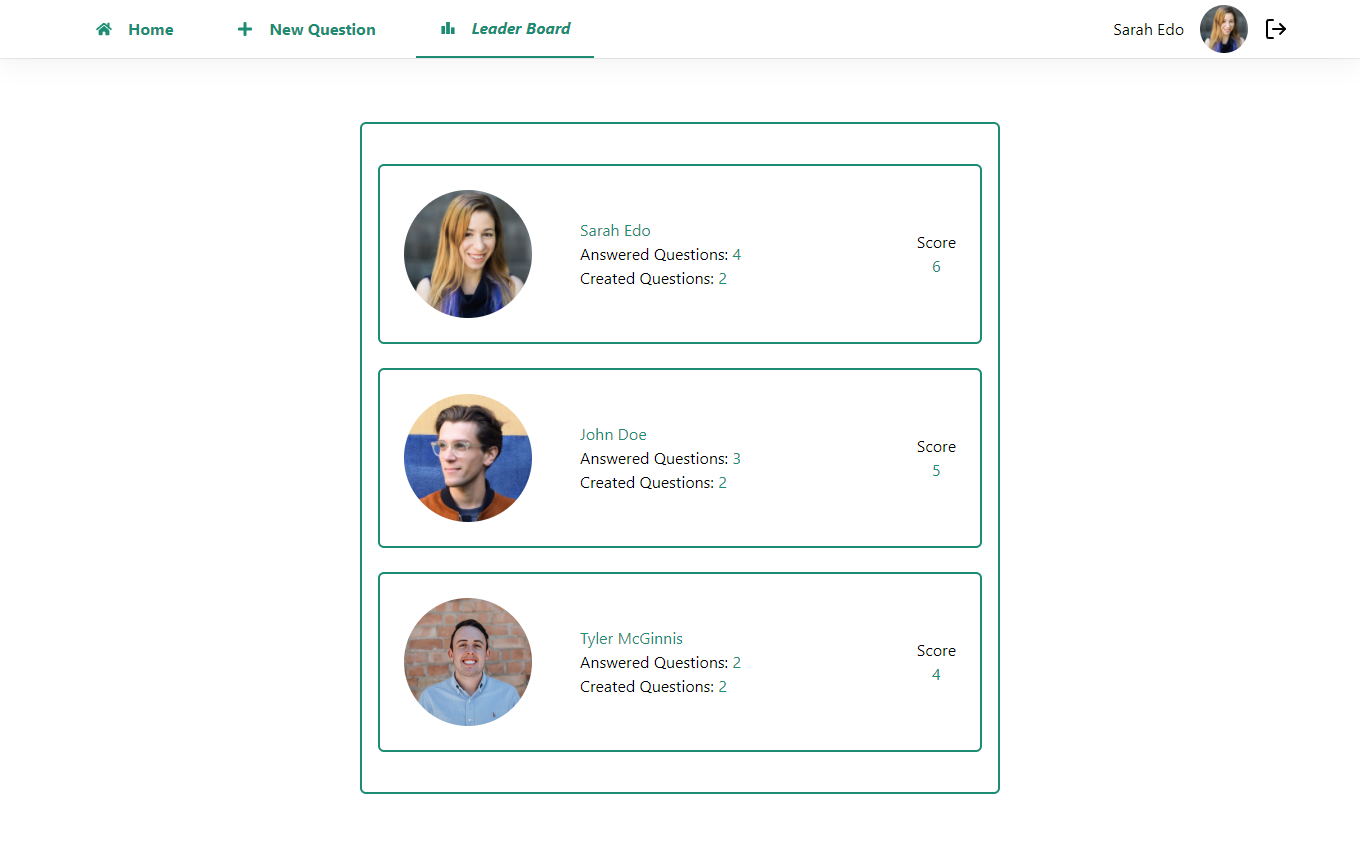 Home
New Question
Leader Board
Sarah Edo
Sarah Edo
Answered Questions: 4
Created Questions: 2
Score
6
John Doe
Answered Questions: 3
Created Questions: 2
Score
5
Tyler McGinnis
Answered Questions: 2
Created Questions: 2
Score
4